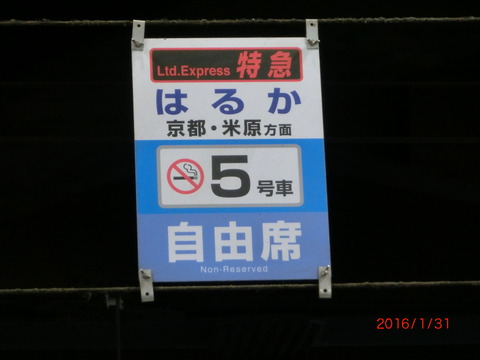 Ltd.Express 特急
はるか
京都・米原方面
5号車
自由席
Non-Reserved
2016/1/31